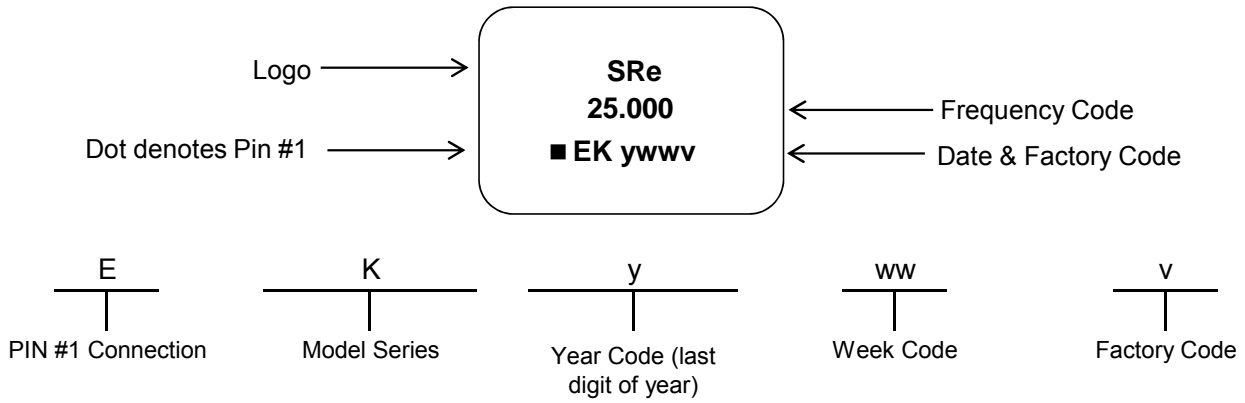 Logo
SRe
25.000
Frequency Code
Dot denotes Pin #1
■ EK ywwv
Date & Factory Code
E
K
y
ww
v
PIN #1 Connection
Model Series
Year Code (last
digit of year)
Week Code
Factory Code